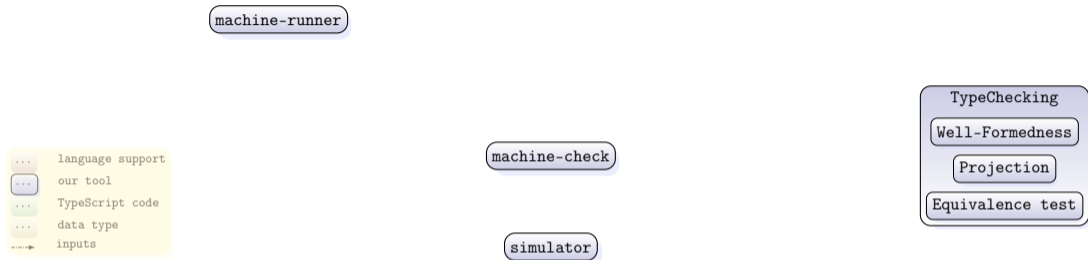 machine-runner
TypeChecking
Well-Formedness
machine-check
Projection
Equivalence test
simulator
... language support
... our tool
... TypeScript code
... data type
inputs